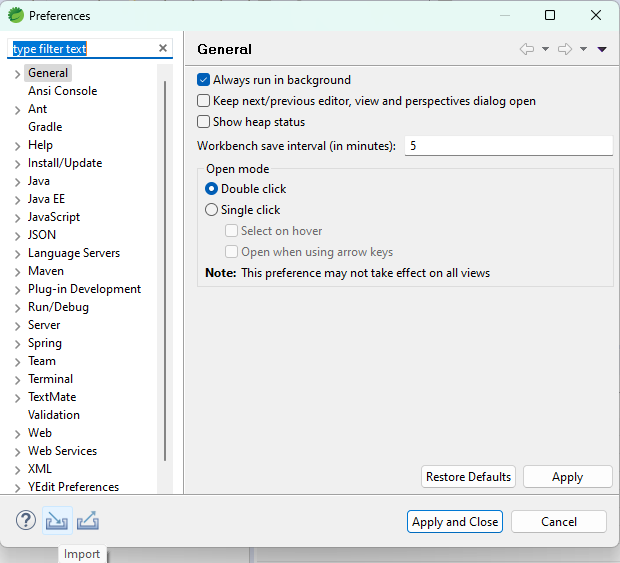 Preferences
type filter text
General
Ansi Console
Ant
Gradle
Help
Install/Update
Java
Java EE
JavaScript
JSON
Language Servers
Maven
Plug-in Development
Run/Debug
Server
Spring
Team
Terminal
TextMate
Validation
Web
Web Services
XML
YEdit Preferences
General
Always run in background
Keep next/previous editor, view and perspectives dialog open
Show heap status
Workbench save interval (in minutes): 5
Open mode
Double click
Single click
Select on hover
Open when using arrow keys
Note: This preference may not take effect on all views
Restore Defaults Apply
? Apply and Close Cancel
Import